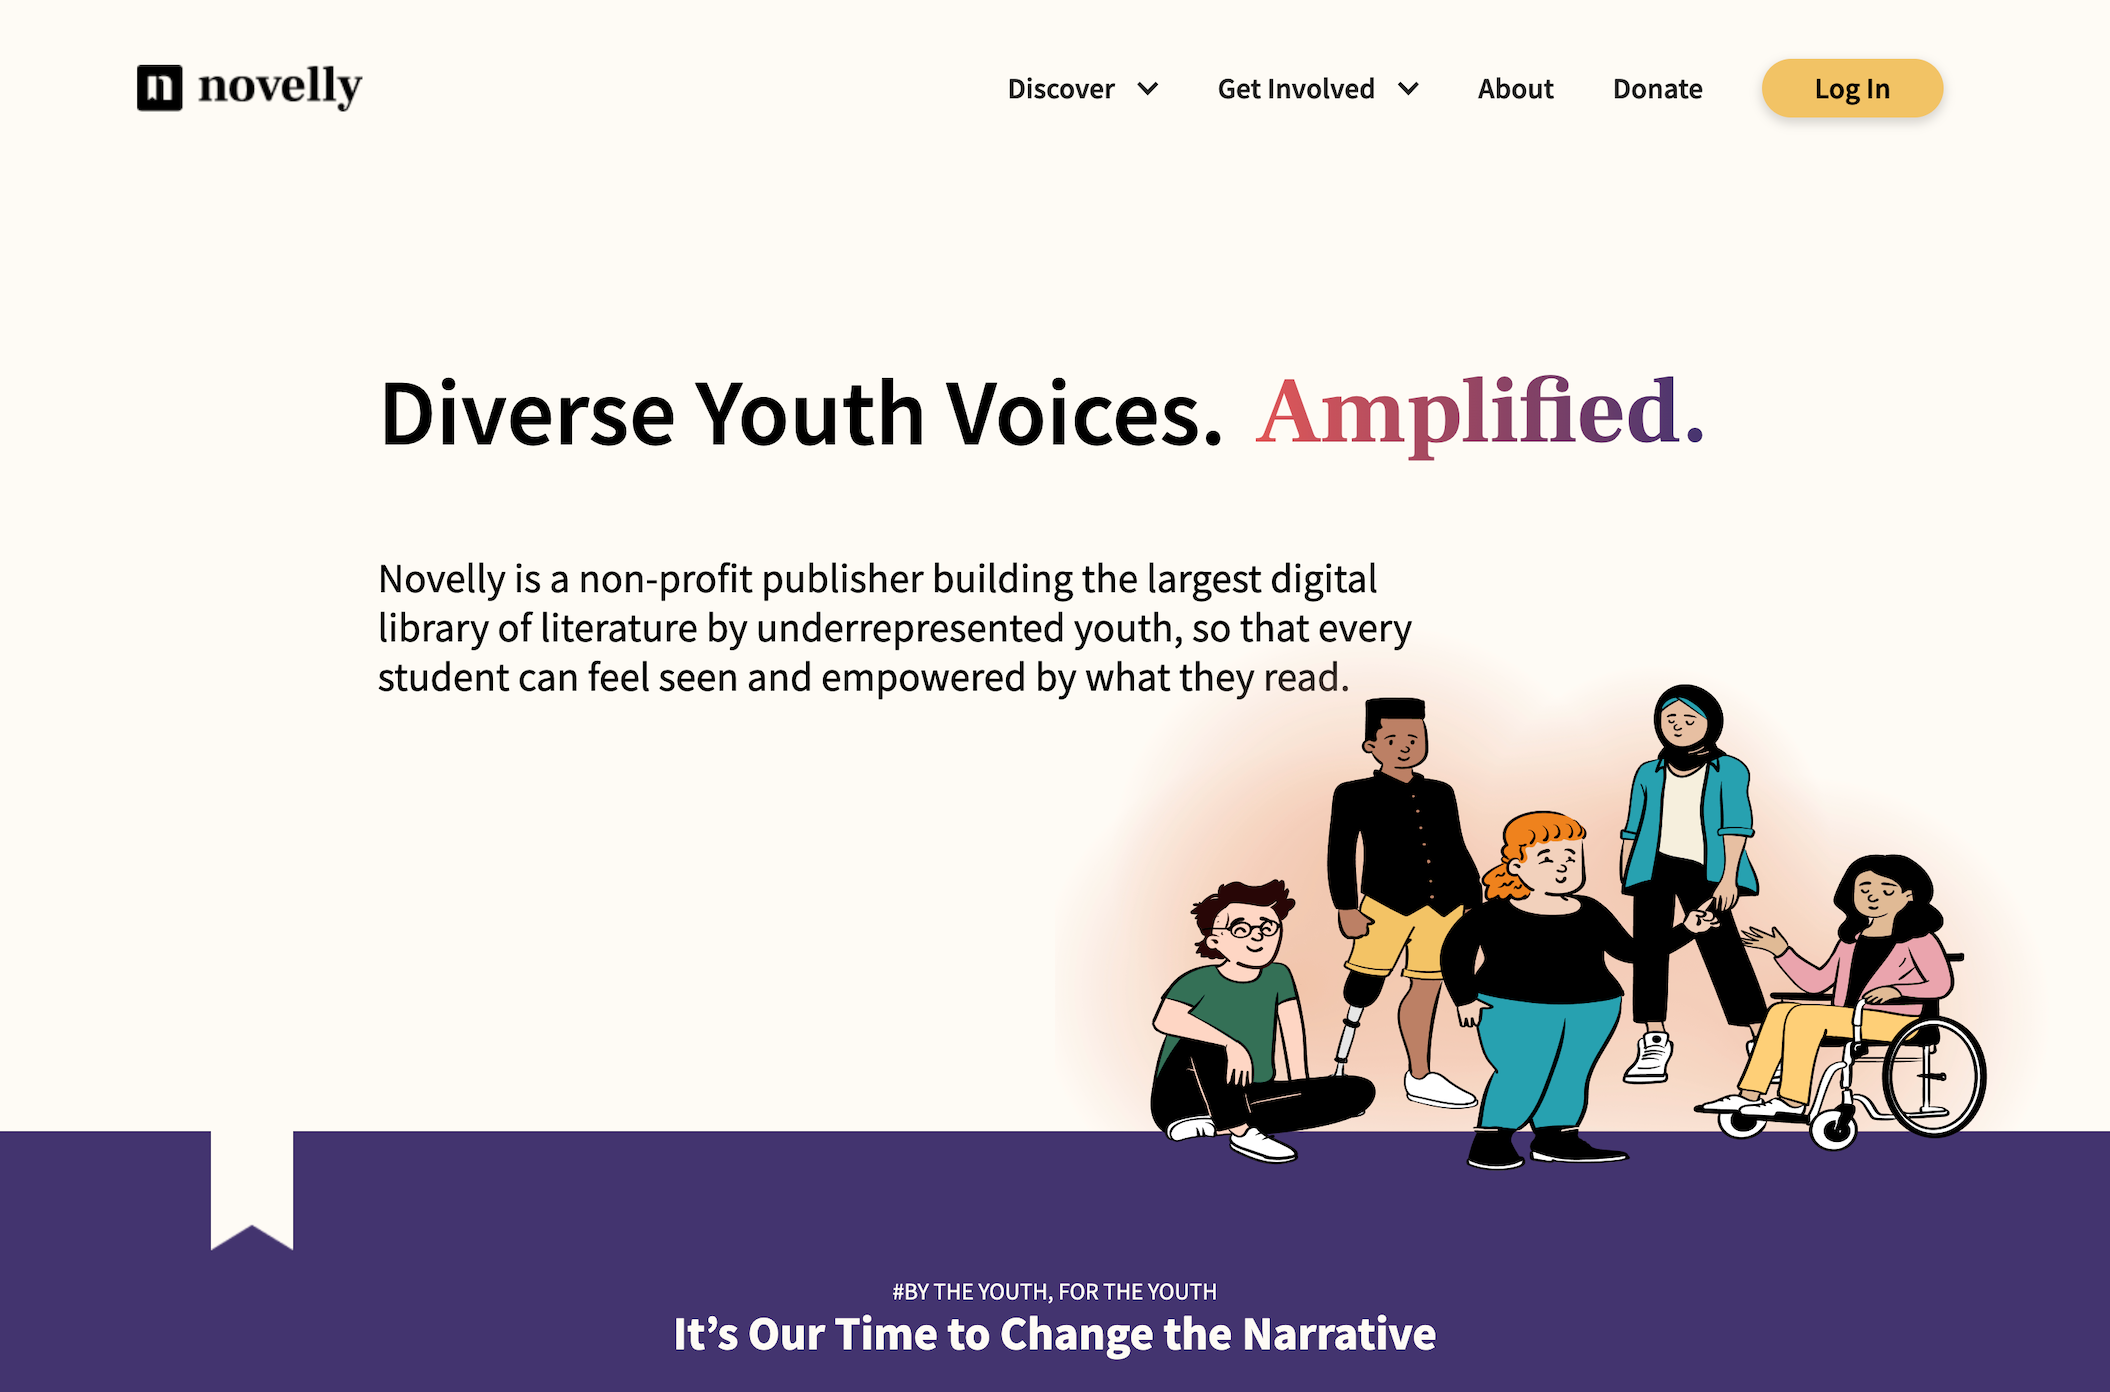 novelly
Discover
Get Involved
About
Donate
Log In
Diverse Youth Voices. Amplified.
Novelly is a non-profit publisher building the largest digital
library of literature by underrepresented youth, so that every
student can feel seen and empowered by what they read.
#BY THE YOUTH, FOR THE YOUTH
It’s Our Time to Change the Narrative